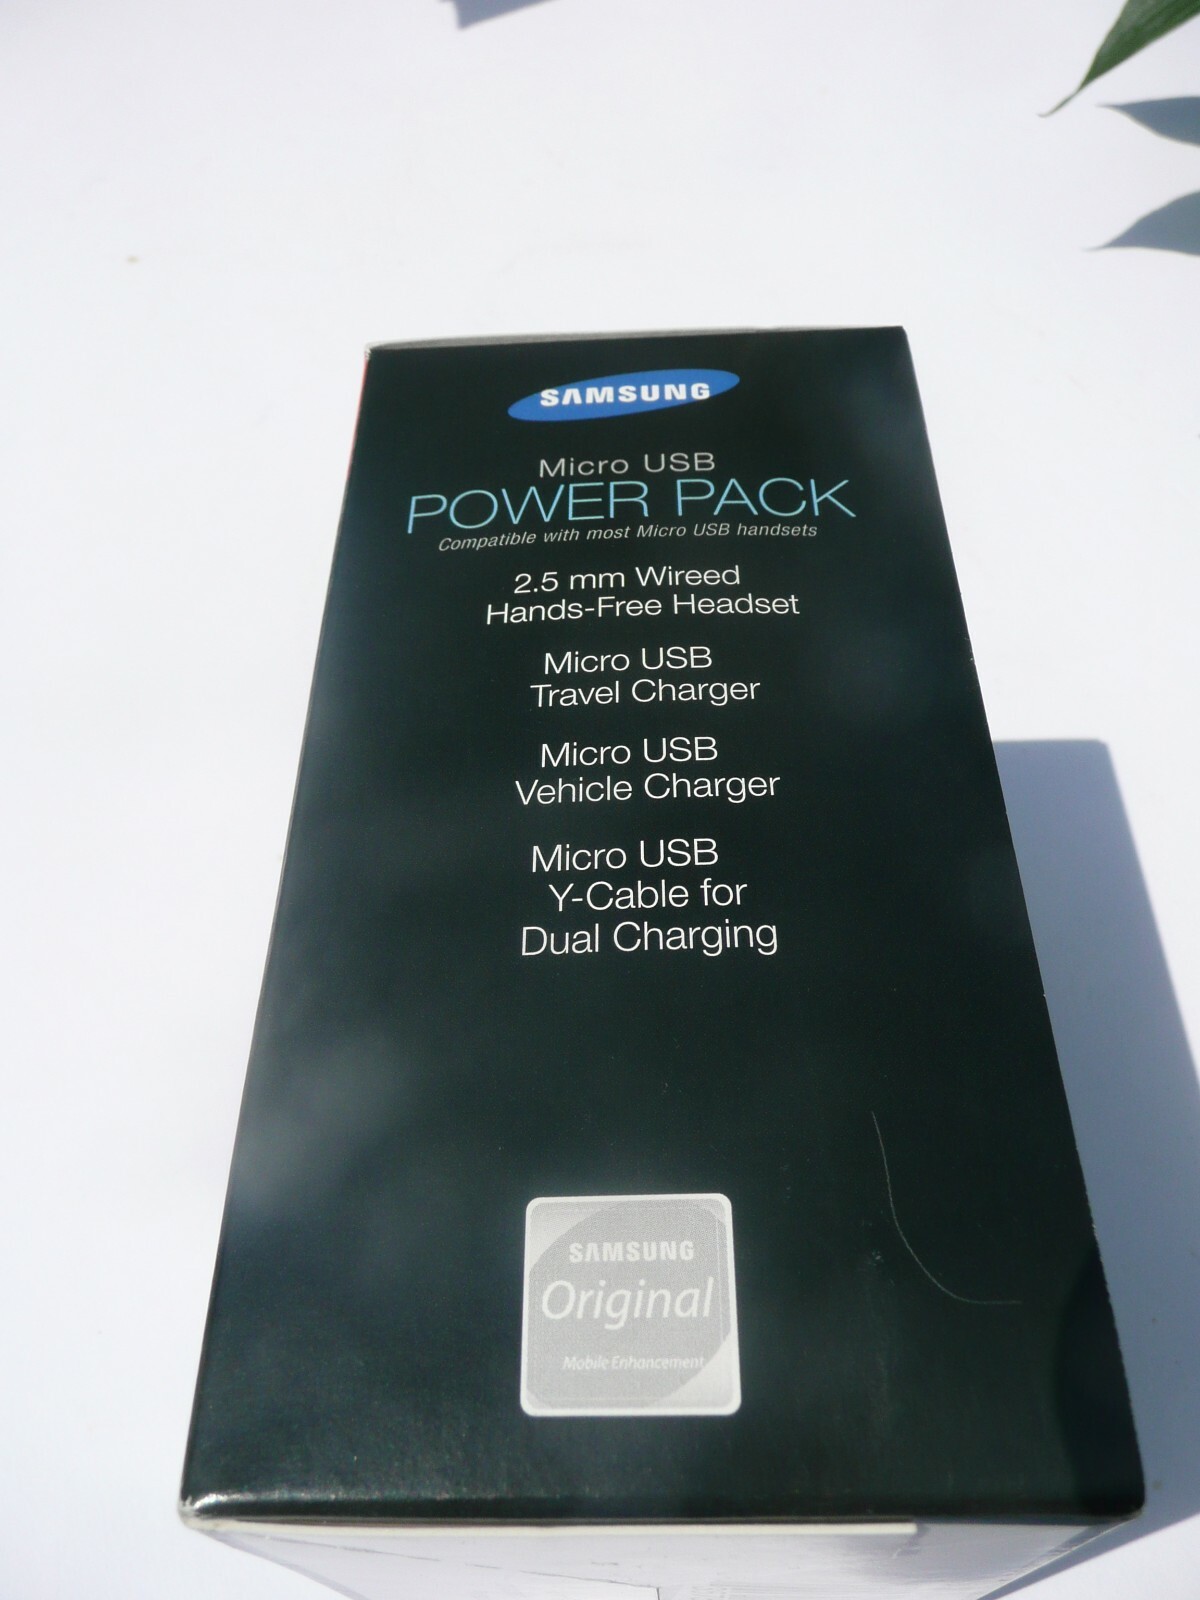 SAMSUNG
Micro USB
POWER PACK
Compatible with most Micro USB handsets
2.5 mm Wireed
Hands-Free Headset
Micro USB
Travel Charger
Micro USB
Vehicle Charger
Micro USB
Y-Cable for
Dual Charging
SAMSUNG
Original
Mobile Enhancement